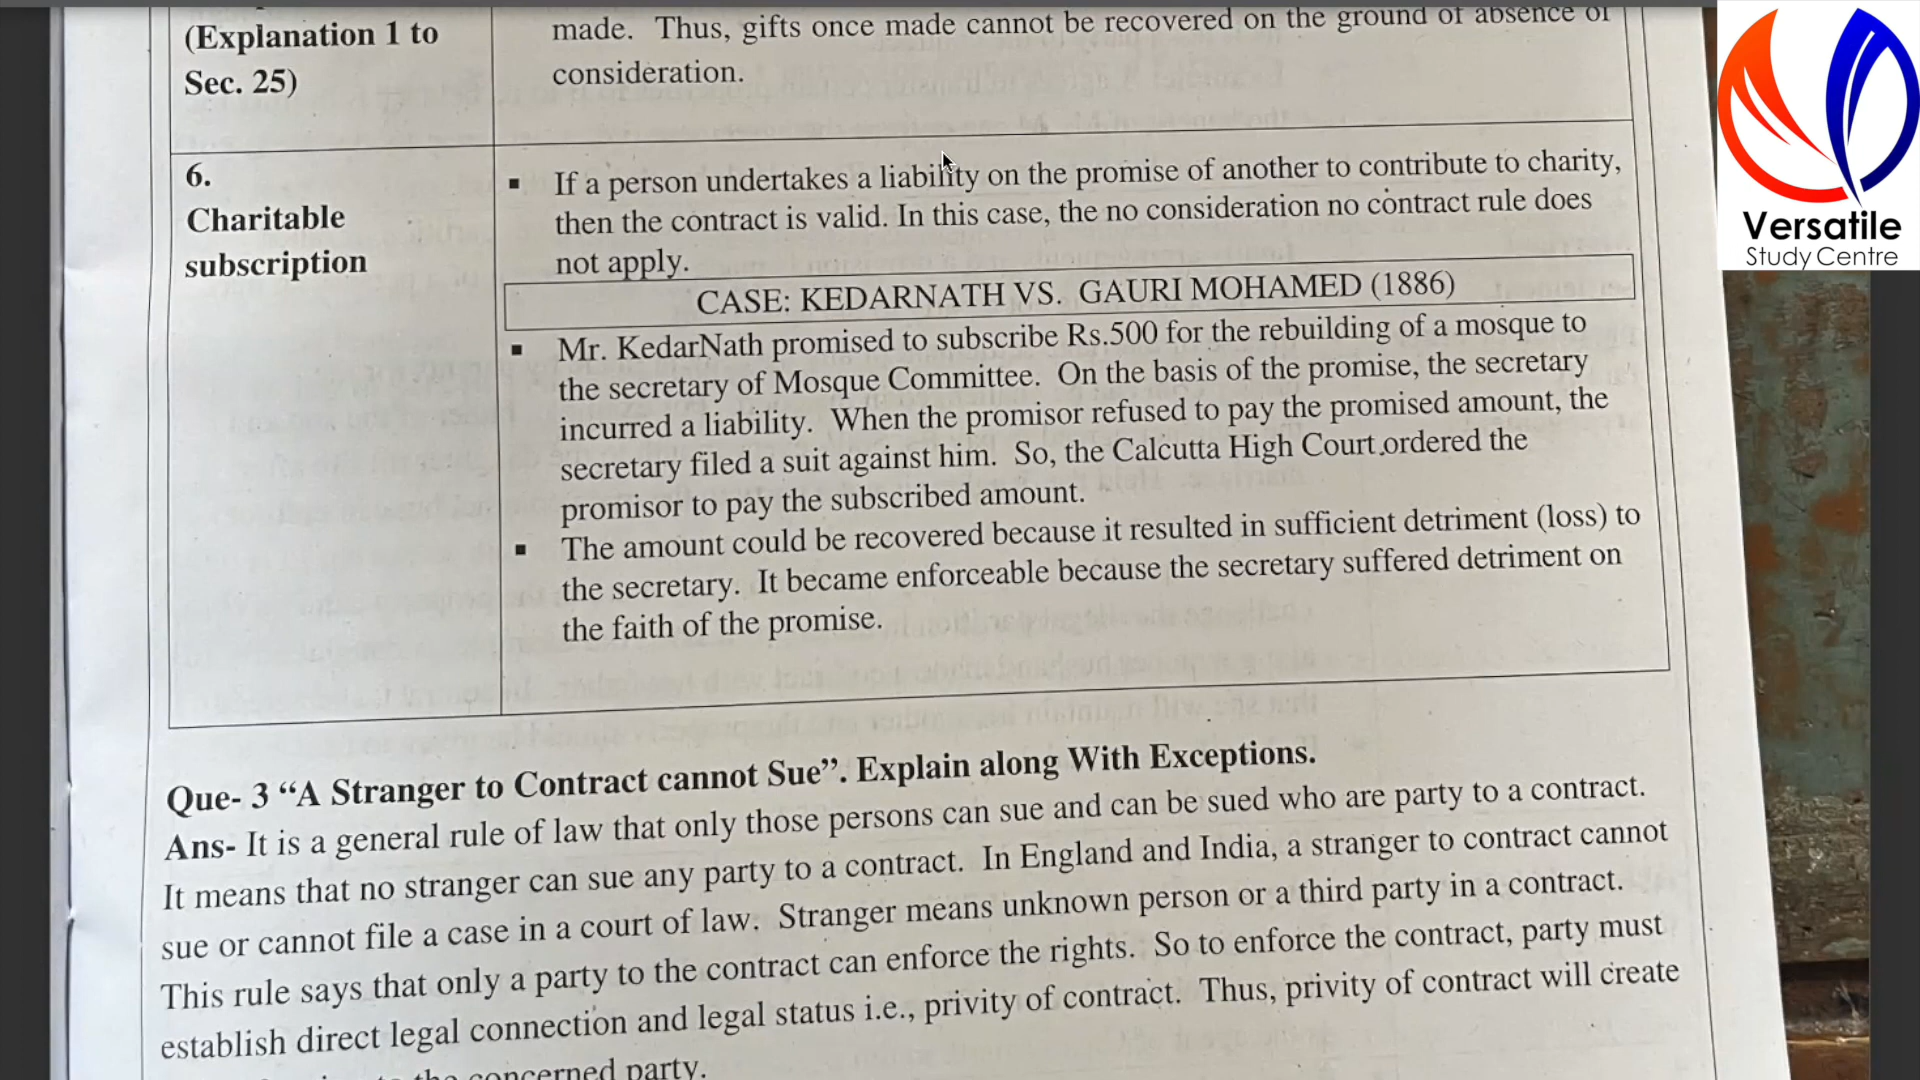 (Explanation 1 to
Sec. 25)
made. Thus, gifts once made cannot be recovered on the ground of absence of
consideration.
6.
Charitable
subscription
▪ If a person undertakes a liability on the promise of another to contribute to charity,
then the contract is valid. In this case, the no consideration no contract rule does
not apply.
CASE: KEDARNATH VS. GAURI MOHAMED (1886)
▪ Mr. KedarNath promised to subscribe Rs.500 for the rebuilding of a mosque to
the secretary of Mosque Committee. On the basis of the promise, the secretary
incurred a liability. When the promisor refused to pay the promised amount, the
secretary filed a suit against him. So, the Calcutta High Court ordered the
promisor to pay the subscribed amount.
▪ The amount could be recovered because it resulted in sufficient detriment (loss) to
the secretary. It became enforceable because the secretary suffered detriment on
the faith of the promise.
Que- 3 “A Stranger to Contract cannot Sue”. Explain along With Exceptions.
Ans- It is a general rule of law that only those persons can sue and can be sued who are party to a contract.
It means that no stranger can sue any party to a contract. In England and India, a stranger to contract cannot
sue or cannot file a case in a court of law. Stranger means unknown person or a third party in a contract.
This rule says that only a party to the contract can enforce the rights. So to enforce the contract, party must
establish direct legal connection and legal status i.e., privity of contract. Thus, privity of contract will create
the concerned party.
Versatile
Study Centre